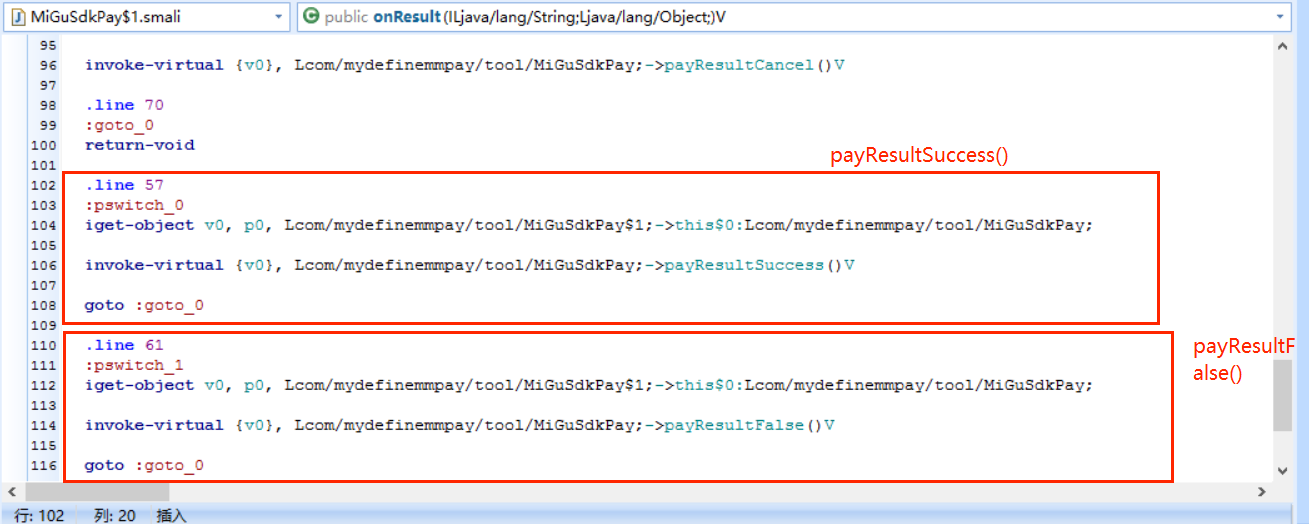 MiGuSdkPay$1.smali public onResult(ILjava/lang/String;Ljava/lang/Object;)V
95
96 invoke-virtual {v0}, Lcom/mydefinemmpay/tool/MiGuSdkPay;->payResultCancel()V
97
98 .line 70
99 :goto_0
100 return-void
101
payResultSuccess()
102 .line 57
103 :pswitch_0
104 iget-object v0, p0, Lcom/mydefinemmpay/tool/MiGuSdkPay$1;->this$0:Lcom/mydefinemmpay/tool/MiGuSdkPay;
105
106 invoke-virtual {v0}, Lcom/mydefinemmpay/tool/MiGuSdkPay;->payResultSuccess()V
107
108 goto :goto_0
109
110 .line 61
111 :pswitch_1
112 iget-object v0, p0, Lcom/mydefinemmpay/tool/MiGuSdkPay$1;->this$0:Lcom/mydefinemmpay/tool/MiGuSdkPay;
113
114 invoke-virtual {v0}, Lcom/mydefinemmpay/tool/MiGuSdkPay;->payResultFalse()V
115
116 goto :goto_0
payResultF
alse()
行: 102 列: 20 插入